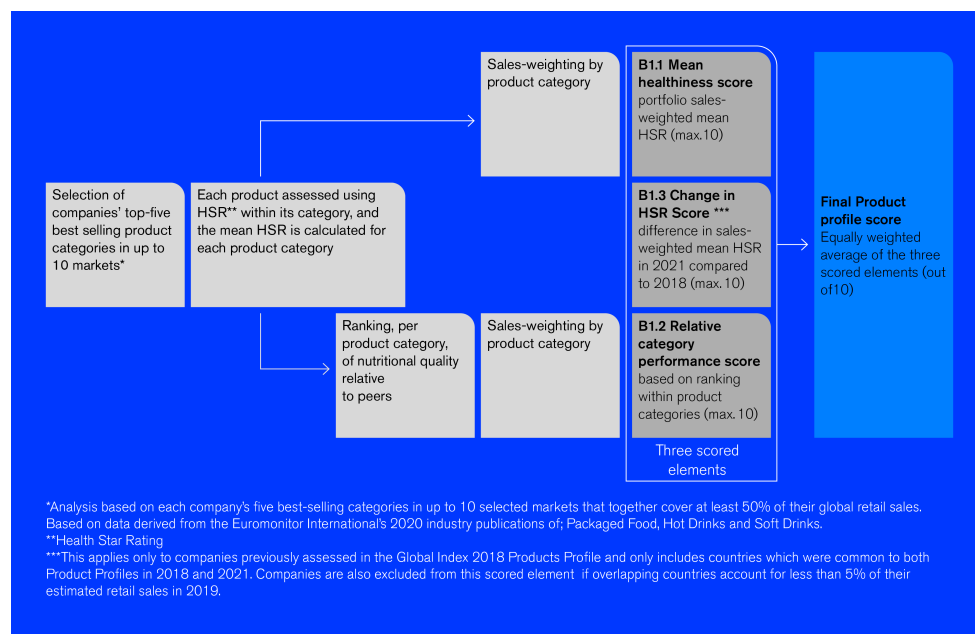 Sales-weighting by
product category
B1.1 Mean
healthiness score
portfolio sales-
weighted mean
HSR (max.10)
Selection of
companies' top-five
best selling product
categories in up to
10 markets*
Each product assessed using
HSR** within its category, and
the mean HSR is calculated for
each product category
B1.3 Change in
HSR Score ***
difference in sales-
weighted mean HSR
in 2021 compared
to 2018 (max.10)
Final Product
profile score
Equally weighted
average of the three
scored elements (out
of10)
Ranking, per
product category,
of nutritional quality
relative
to peers
Sales-weighting by
product category
B1.2 Relative
category
performance score
based on ranking
within product
categories (max.10)
Three scored
elements
*Analysis based on each company's five best-selling categories in up to 10 selected markets that together cover at least 50% of their global retail sales.
Based on data derived from the Euromonitor International's 2020 industry publications of; Packaged Food, Hot Drinks and Soft Drinks.
**Health Star Rating
***This applies only to companies previously assessed in the Global Index 2018 Products Profile and only includes countries which were common to both
Product Profiles in 2018 and 2021. Companies are also excluded from this scored element if overlapping countries account for less than 5% of their
estimated retail sales in 2019.